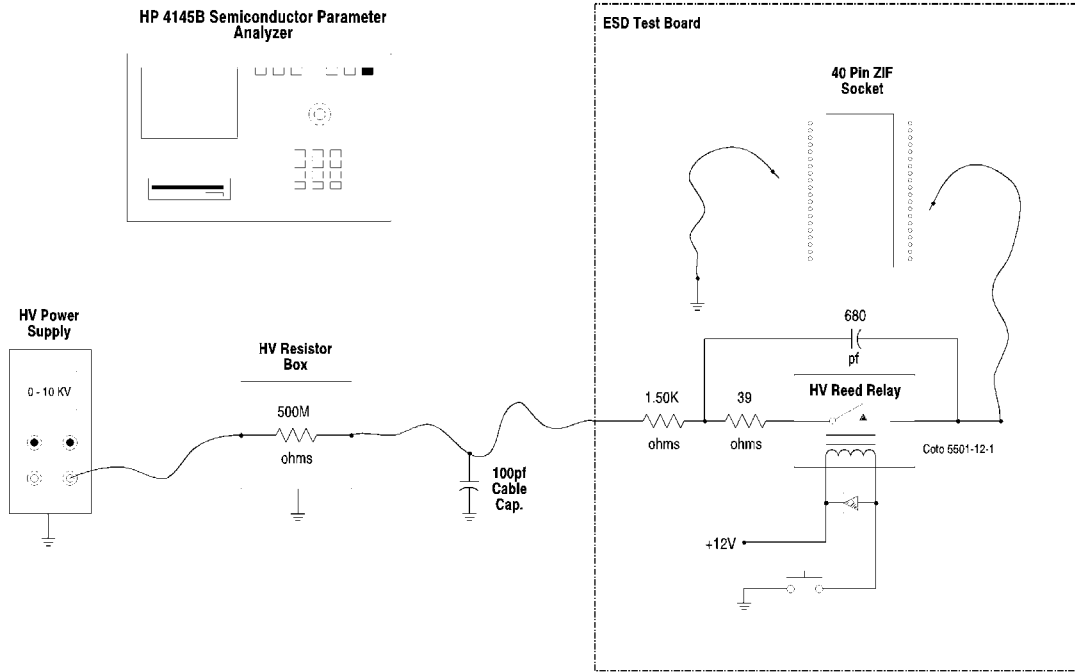 HP 4145B Semiconductor Parameter
Analyzer
ESD Test Board
40 Pin ZIF
Socket
HV Power
Supply
0 - 10 KV
HV Resistor
Box
500M
ohms
100pf
Cable
Cap.
680
pf
1.50K
ohms
39
ohms
HV Reed Relay
Coto 5501-12-1
+12V